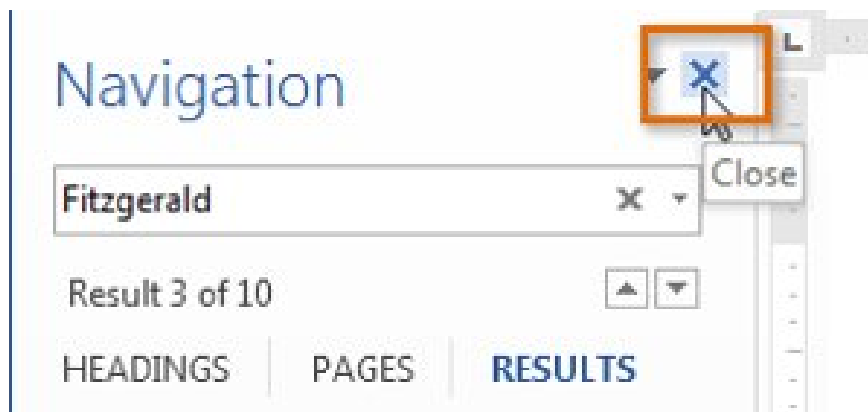 Navigation
Close
Fitzgerald
Result 3 of 10
HEADINGS PAGES RESULTS